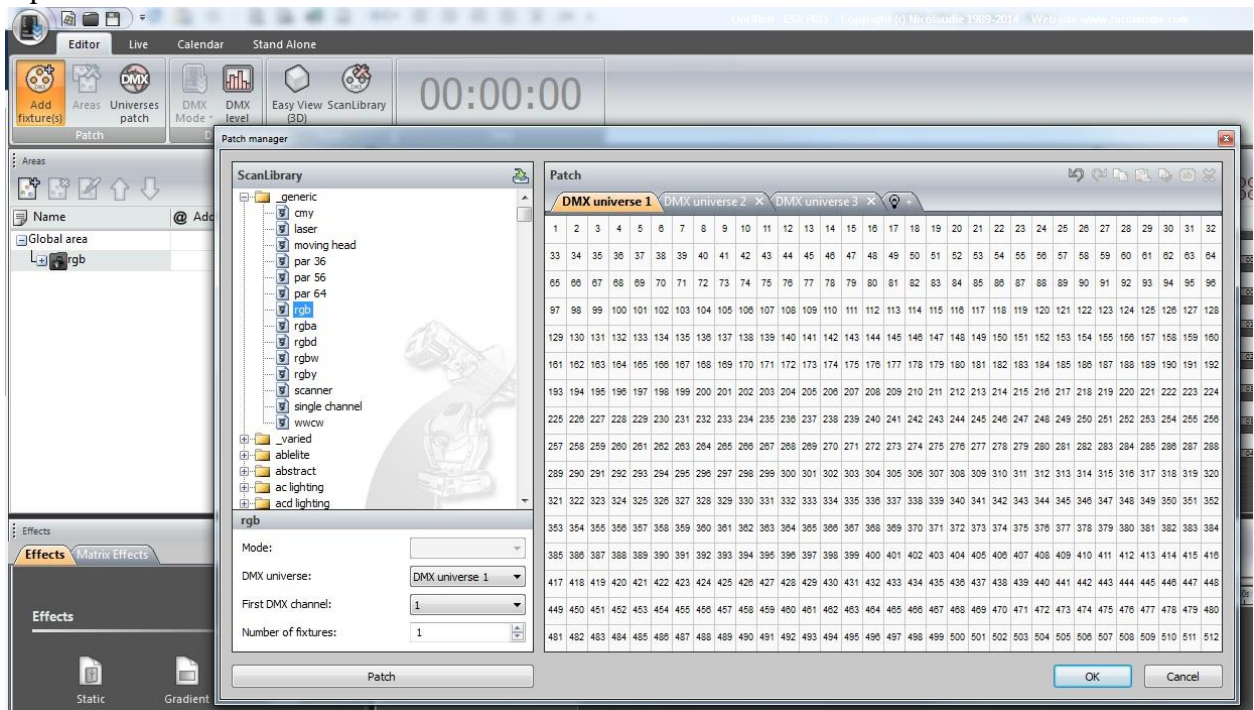 Untitled - ESA PRO - Copyright (c) Nicolaudie 1989-2014 - Web site www.nicolaudie.com
Editor Live Calendar Stand Alone
Add fixture(s) Areas Universes patch DMX Mode DMX level Easy View (3D) ScanLibrary 00:00:00
Patch
Patch manager
Areas
Name @ Add
Global area
rgb
ScanLibrary
_generic
cmy
laser
moving head
par 36
par 56
par 64
rgb
rgba
rgbd
rgbw
rgby
scanner
single channel
wwcw
_varied
ablelite
abstract
ac lighting
acd lighting
rgb
Mode:
DMX universe: DMX universe 1
First DMX channel: 1
Number of fixtures: 1
Patch
Patch
DMX universe 1 DMX universe 2 DMX universe 3 +
1 2 3 4 5 6 7 8 9 10 11 12 13 14 15 16 17 18 19 20 21 22 23 24 25 26 27 28 29 30 31 32
33 34 35 36 37 38 39 40 41 42 43 44 45 46 47 48 49 50 51 52 53 54 55 56 57 58 59 60 61 62 63 64
65 66 67 68 69 70 71 72 73 74 75 76 77 78 79 80 81 82 83 84 85 86 87 88 89 90 91 92 93 94 95 96
97 98 99 100 101 102 103 104 105 106 107 108 109 110 111 112 113 114 115 116 117 118 119 120 121 122 123 124 125 126 127 128
129 130 131 132 133 134 135 136 137 138 139 140 141 142 143 144 145 146 147 148 149 150 151 152 153 154 155 156 157 158 159 160
161 162 163 164 165 166 167 168 169 170 171 172 173 174 175 176 177 178 179 180 181 182 183 184 185 186 187 188 189 190 191 192
193 194 195 196 197 198 199 200 201 202 203 204 205 206 207 208 209 210 211 212 213 214 215 216 217 218 219 220 221 222 223 224
225 226 227 228 229 230 231 232 233 234 235 236 237 238 239 240 241 242 243 244 245 246 247 248 249 250 251 252 253 254 255 256
257 258 259 260 261 262 263 264 265 266 267 268 269 270 271 272 273 274 275 276 277 278 279 280 281 282 283 284 285 286 287 288
289 290 291 292 293 294 295 296 297 298 299 300 301 302 303 304 305 306 307 308 309 310 311 312 313 314 315 316 317 318 319 320
321 322 323 324 325 326 327 328 329 330 331 332 333 334 335 336 337 338 339 340 341 342 343 344 345 346 347 348 349 350 351 352
353 354 355 356 357 358 359 360 361 362 363 364 365 366 367 368 369 370 371 372 373 374 375 376 377 378 379 380 381 382 383 384
385 386 387 388 389 390 391 392 393 394 395 396 397 398 399 400 401 402 403 404 405 406 407 408 409 410 411 412 413 414 415 416
417 418 419 420 421 422 423 424 425 426 427 428 429 430 431 432 433 434 435 436 437 438 439 440 441 442 443 444 445 446 447 448
449 450 451 452 453 454 455 456 457 458 459 460 461 462 463 464 465 466 467 468 469 470 471 472 473 474 475 476 477 478 479 480
481 482 483 484 485 486 487 488 489 490 491 492 493 494 495 496 497 498 499 500 501 502 503 504 505 506 507 508 509 510 511 512
OK Cancel
Effects
Effects Matrix Effects
Effects
Static Gradient